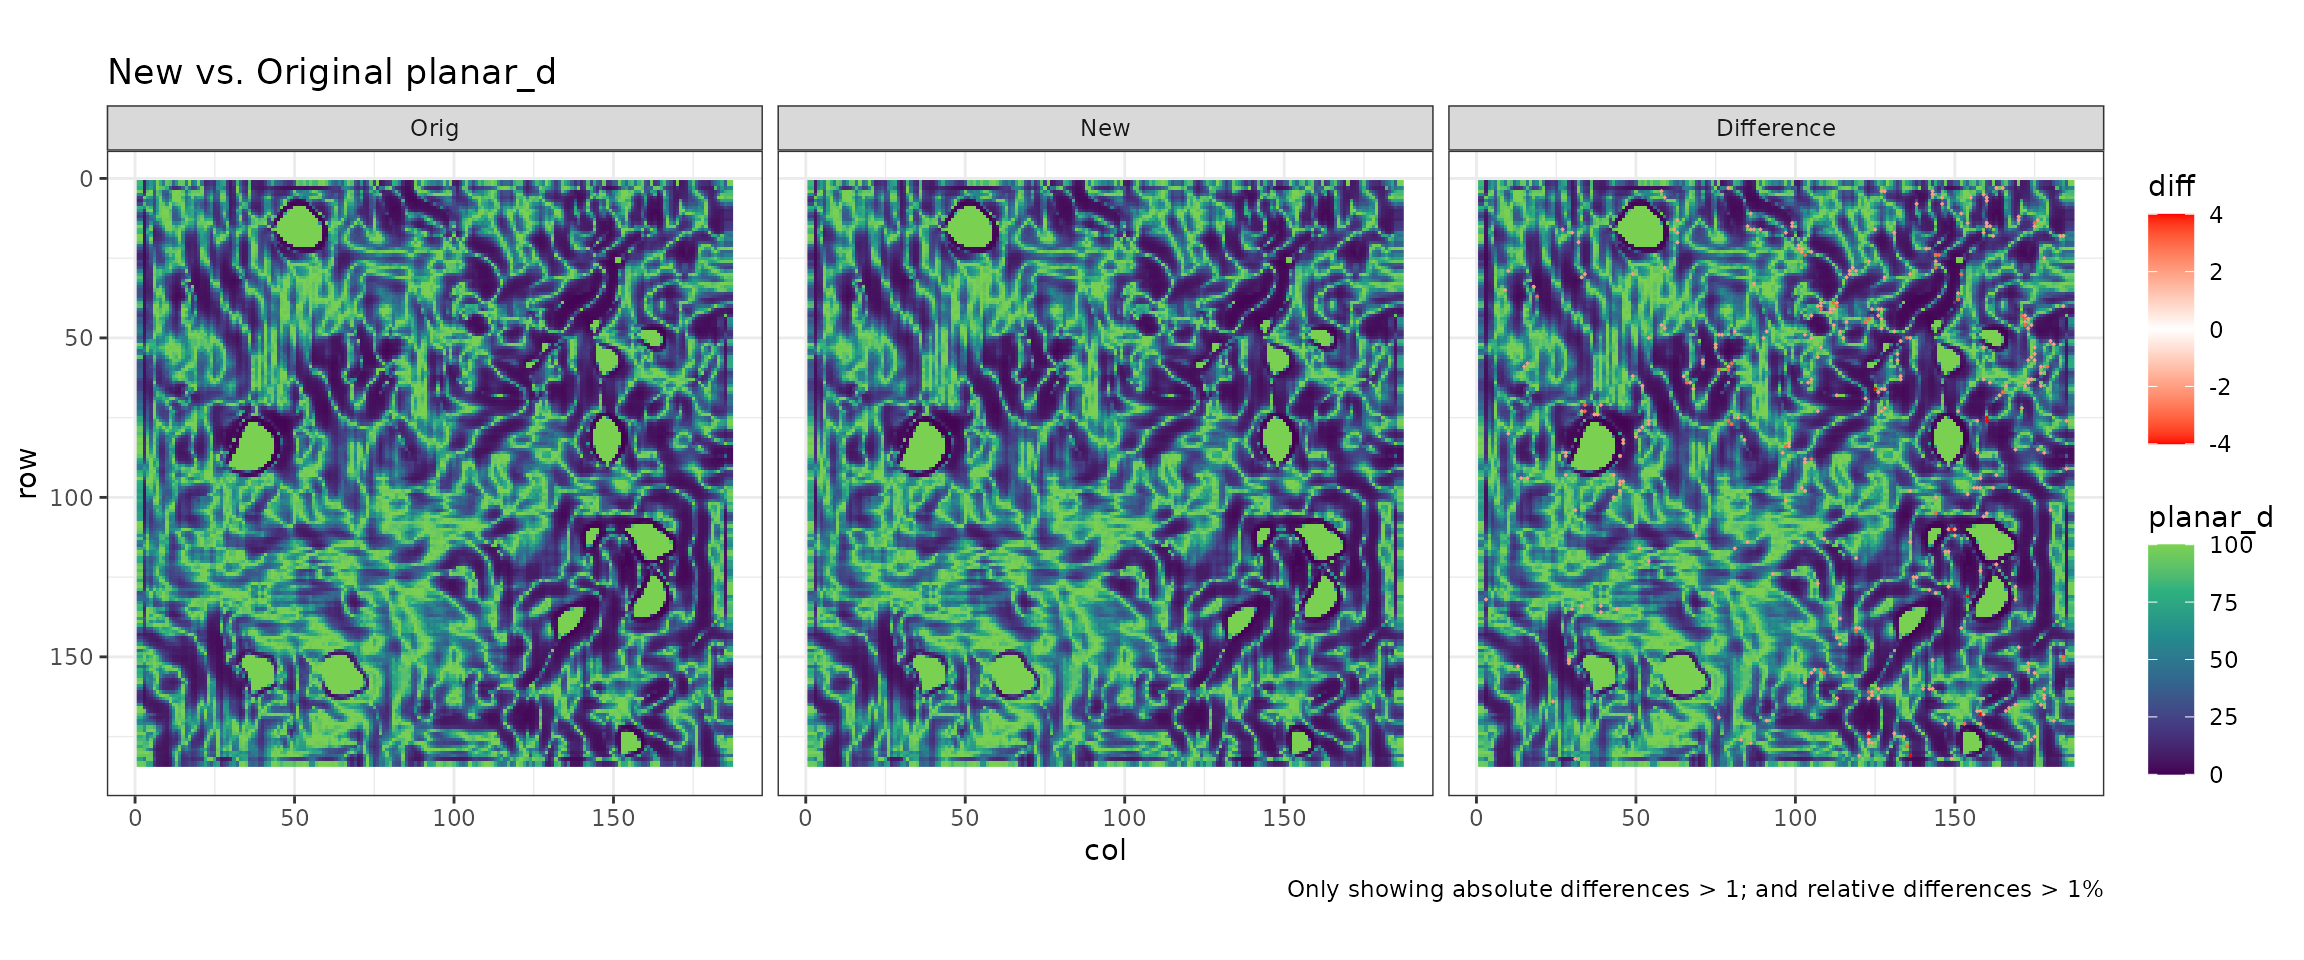 New vs. Original planar_d
Orig
New
Difference
0
50
100
150
row
0
50
100
150
0
50
100
150
0
50
100
150
col
diff
4
2
0
-2
-4
planar_d
100
75
50
25
0
Only showing absolute differences > 1; and relative differences > 1%